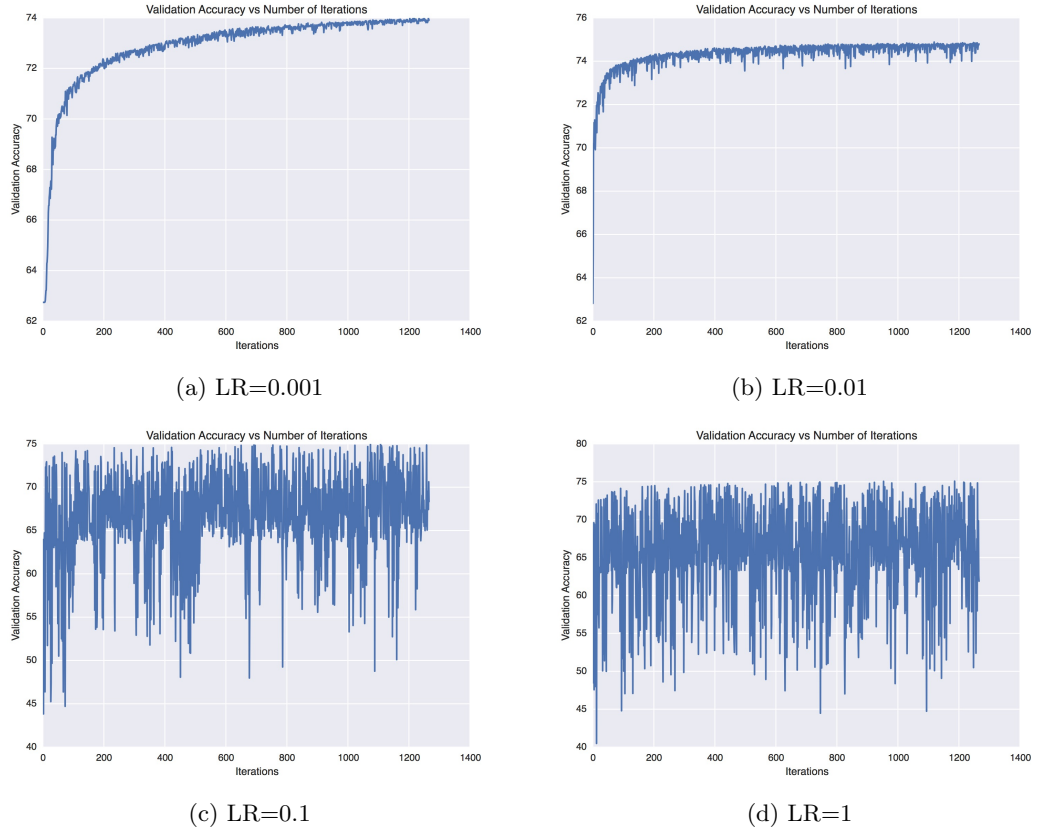 Validation Accuracy vs Number of Iterations
74
72
70
68
66
64
62
Validation Accuracy
0 200 400 600 800 1000 1200 1400
Iterations
(a) LR=0.001
Validation Accuracy vs Number of Iterations
76
74
72
70
68
66
64
62
Validation Accuracy
0 200 400 600 800 1000 1200 1400
Iterations
(b) LR=0.01
Validation Accuracy vs Number of Iterations
75
70
65
60
55
50
45
40
Validation Accuracy
0 200 400 600 800 1000 1200 1400
Iterations
(c) LR=0.1
Validation Accuracy vs Number of Iterations
80
75
70
65
60
55
50
45
40
Validation Accuracy
0 200 400 600 800 1000 1200 1400
Iterations
(d) LR=1